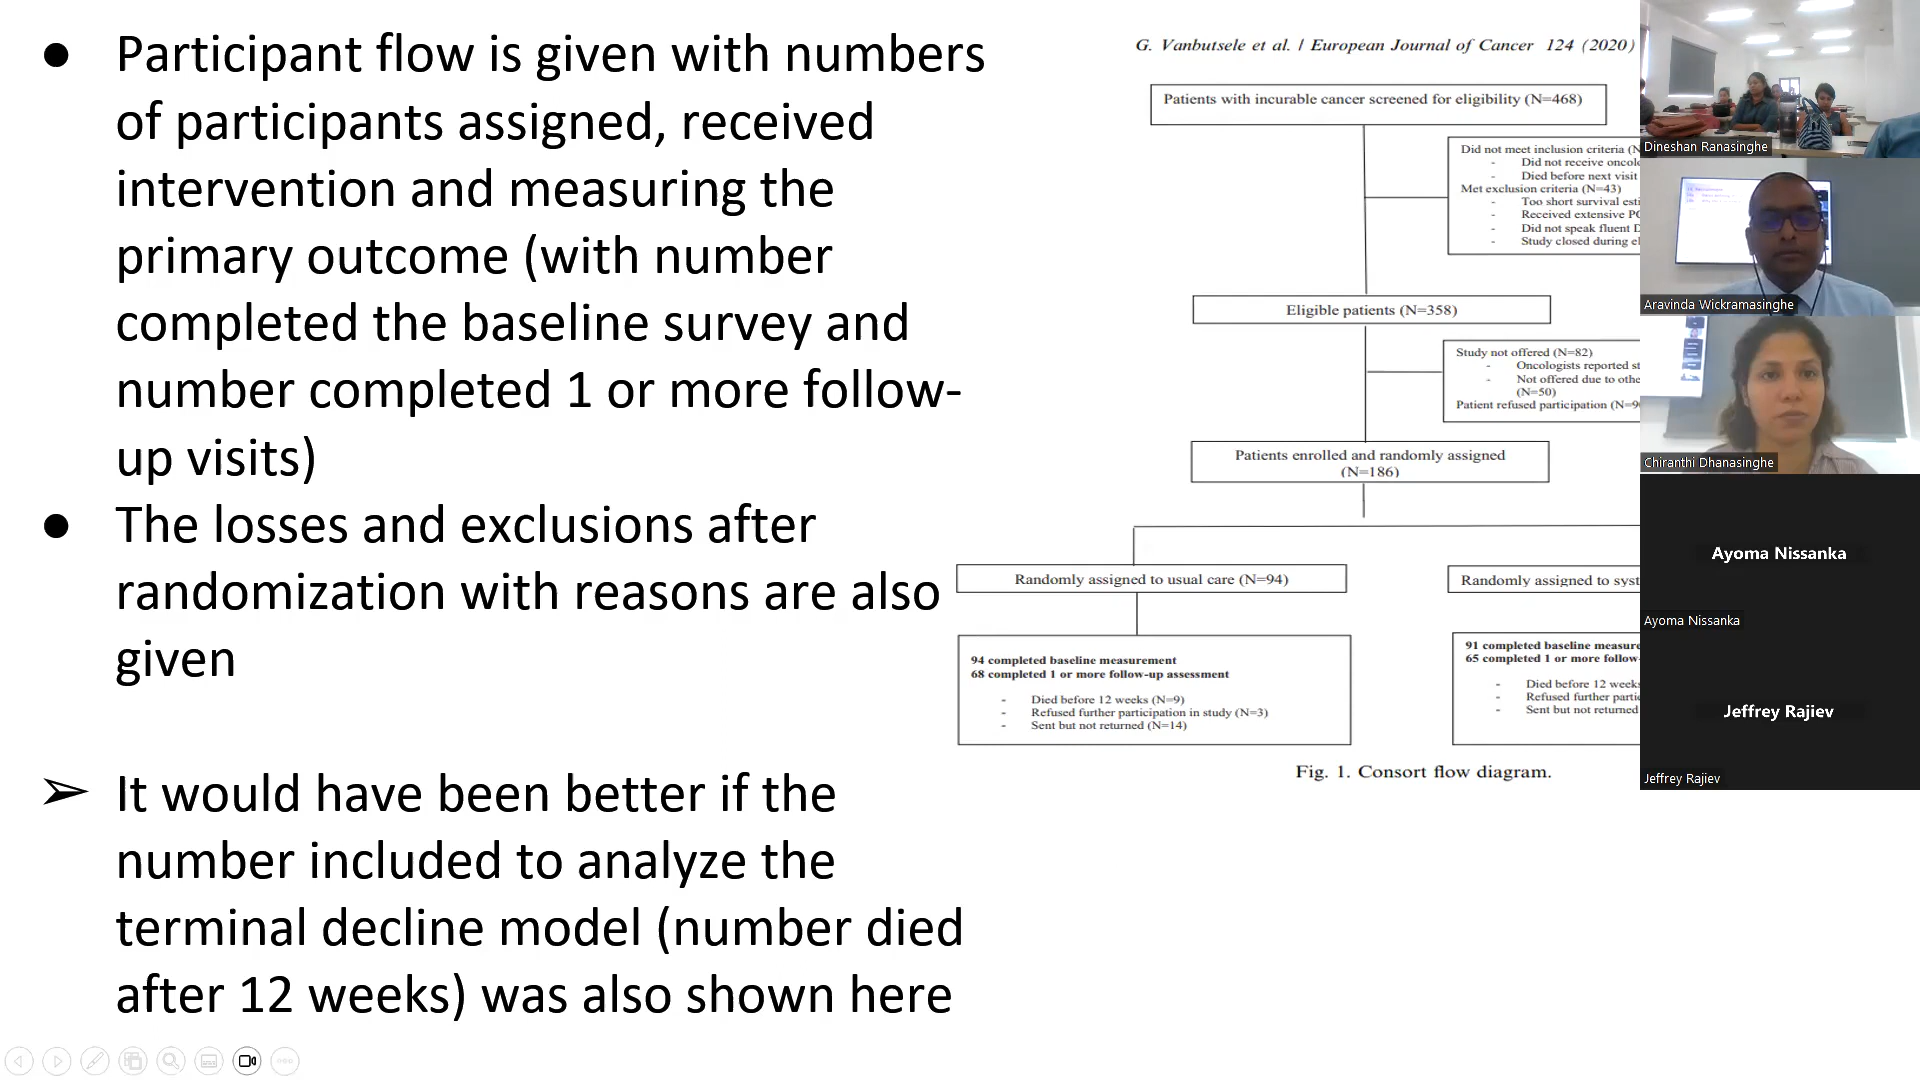 ● Participant flow is given with numbers
of participants assigned, received
intervention and measuring the
primary outcome (with number
completed the baseline survey and
number completed 1 or more follow-
up visits)
● The losses and exclusions after
randomization with reasons are also
given
➢ It would have been better if the
number included to analyze the
terminal decline model (number died
after 12 weeks) was also shown here
G. Vanbutsele et al. / European Journal of Cancer 124 (2020)
Patients with incurable cancer screened for eligibility (N=468)
Did not meet inclusion criteria (N
- Did not receive oncol
- Died before next visit
Met exclusion criteria (N=43)
- Too short survival esti
- Received extensive PC
- Did not speak fluent D
- Study closed during el
Eligible patients (N=358)
Study not offered (N=82)
- Oncologists reported st
- Not offered due to othe
(N=50)
Patient refused participation (N=9
Patients enrolled and randomly assigned
(N=186)
Randomly assigned to usual care (N=94)
Randomly assigned to syst
94 completed baseline measurement
68 completed 1 or more follow-up assessment
- Died before 12 weeks (N=9)
- Refused further participation in study (N=3)
- Sent but not returned (N=14)
91 completed baseline measure
65 completed 1 or more follow-
- Died before 12 weeks
- Refused further partic
- Sent but not returned
Fig. 1. Consort flow diagram.
Dineshan Ranasinghe
Aravinda Wickramasinghe
Chiranthi Dhanasinghe
Ayoma Nissanka
Ayoma Nissanka
Jeffrey Rajiev
Jeffrey Rajiev